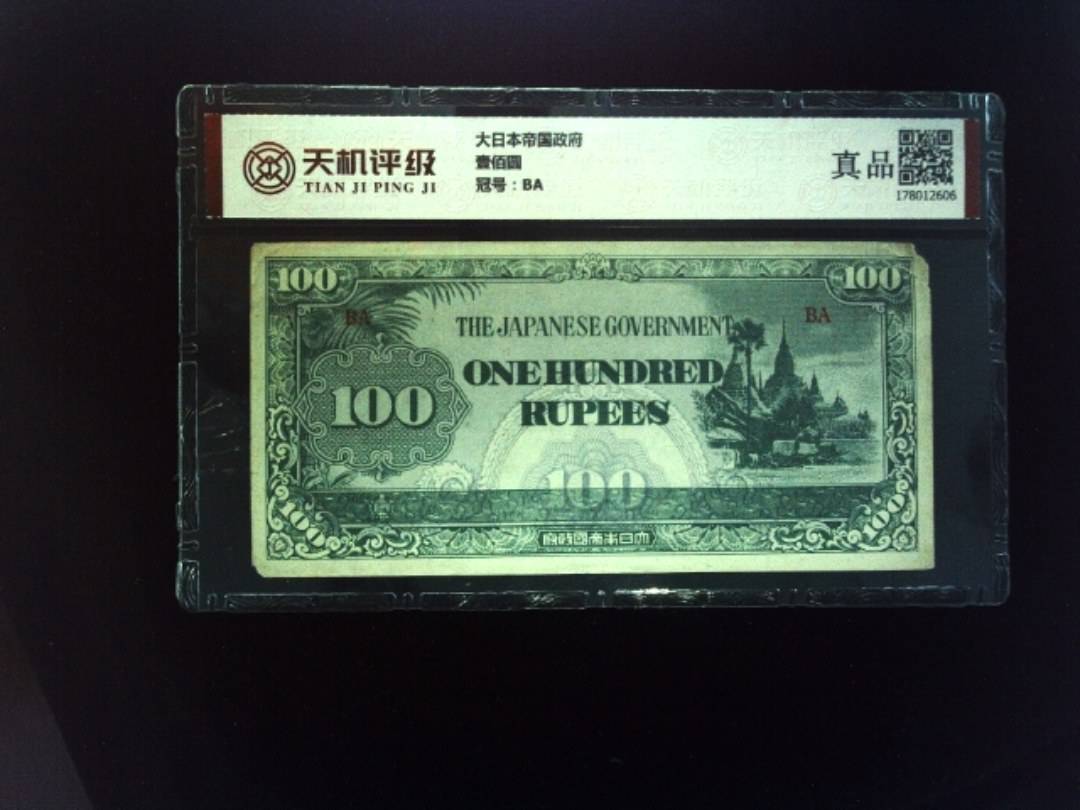 天机评级
TIAN JI PING JI
大日本帝国政府
壹佰圆
冠号：BA
真品
178012606
100
100
BA
BA
THE JAPANESE GOVERNMENT
ONE HUNDRED
RUPEES
100
100
100
100
府政國帝本日大